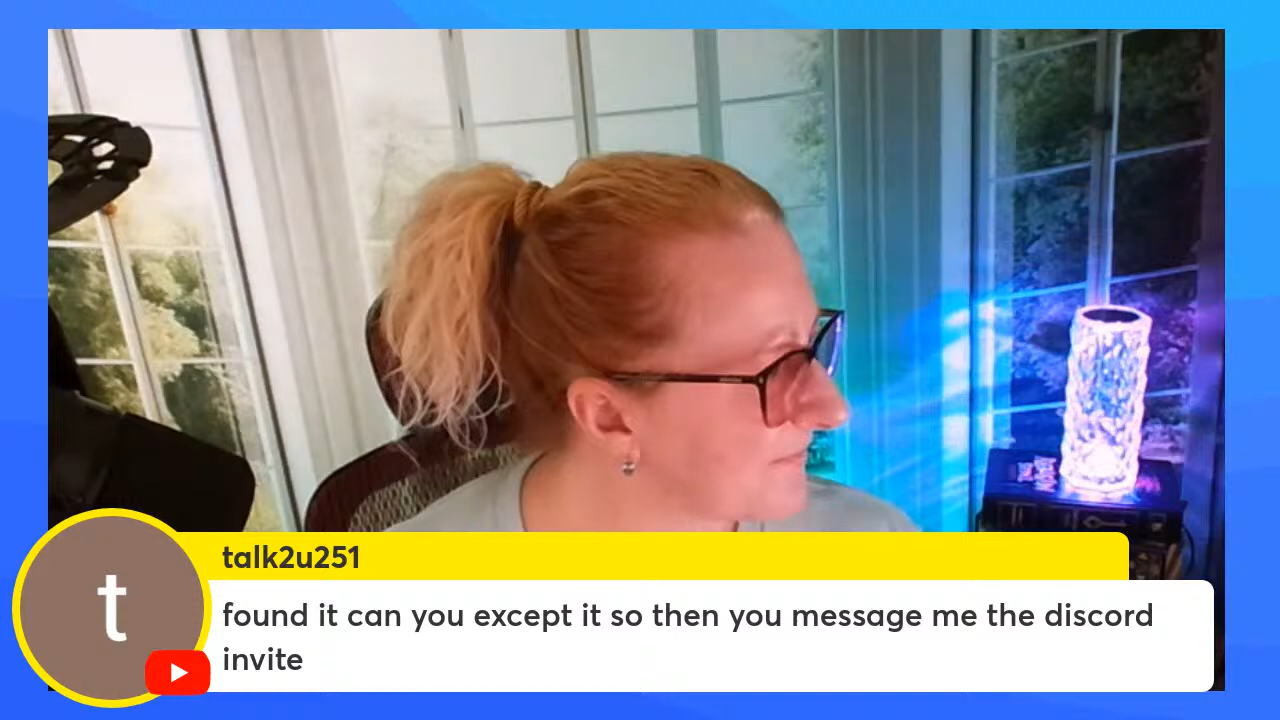 talk2u251
found it can you except it so then you message me the discord
invite
t